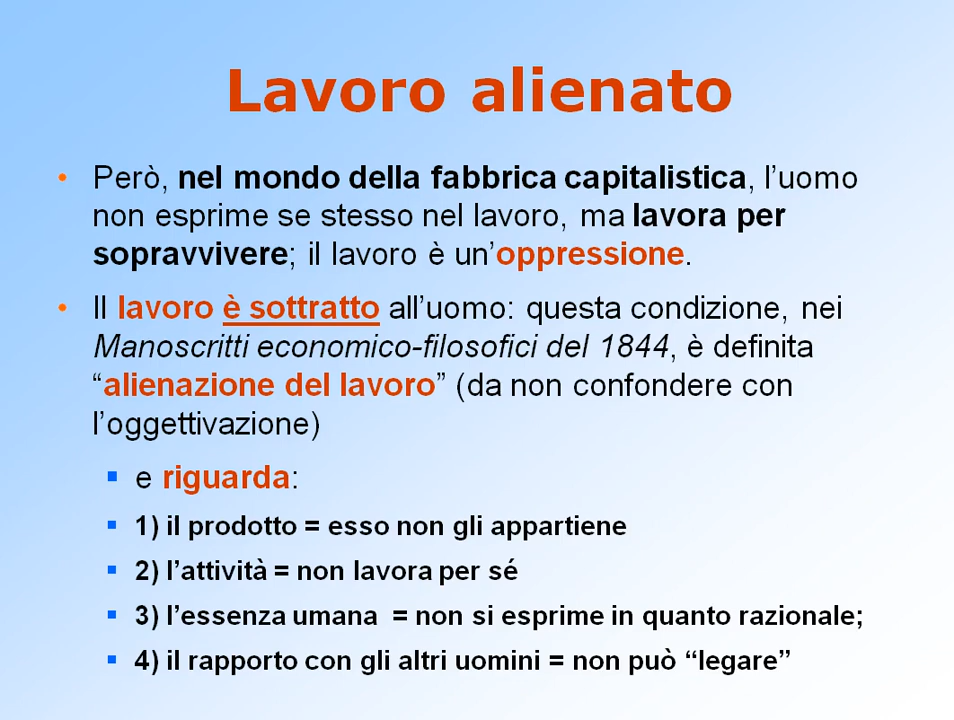 Lavoro alienato
• Però, nel mondo della fabbrica capitalistica, l’uomo
non esprime se stesso nel lavoro, ma lavora per
sopravvivere; il lavoro è un’oppressione.
• Il lavoro è sottratto all’uomo: questa condizione, nei
Manoscritti economico-filosofici del 1844, è definita
“alienazione del lavoro” (da non confondere con
l’oggettivazione)
▪ e riguarda:
▪ 1) il prodotto = esso non gli appartiene
▪ 2) l’attività = non lavora per sé
▪ 3) l’essenza umana = non si esprime in quanto razionale;
▪ 4) il rapporto con gli altri uomini = non può “legare”